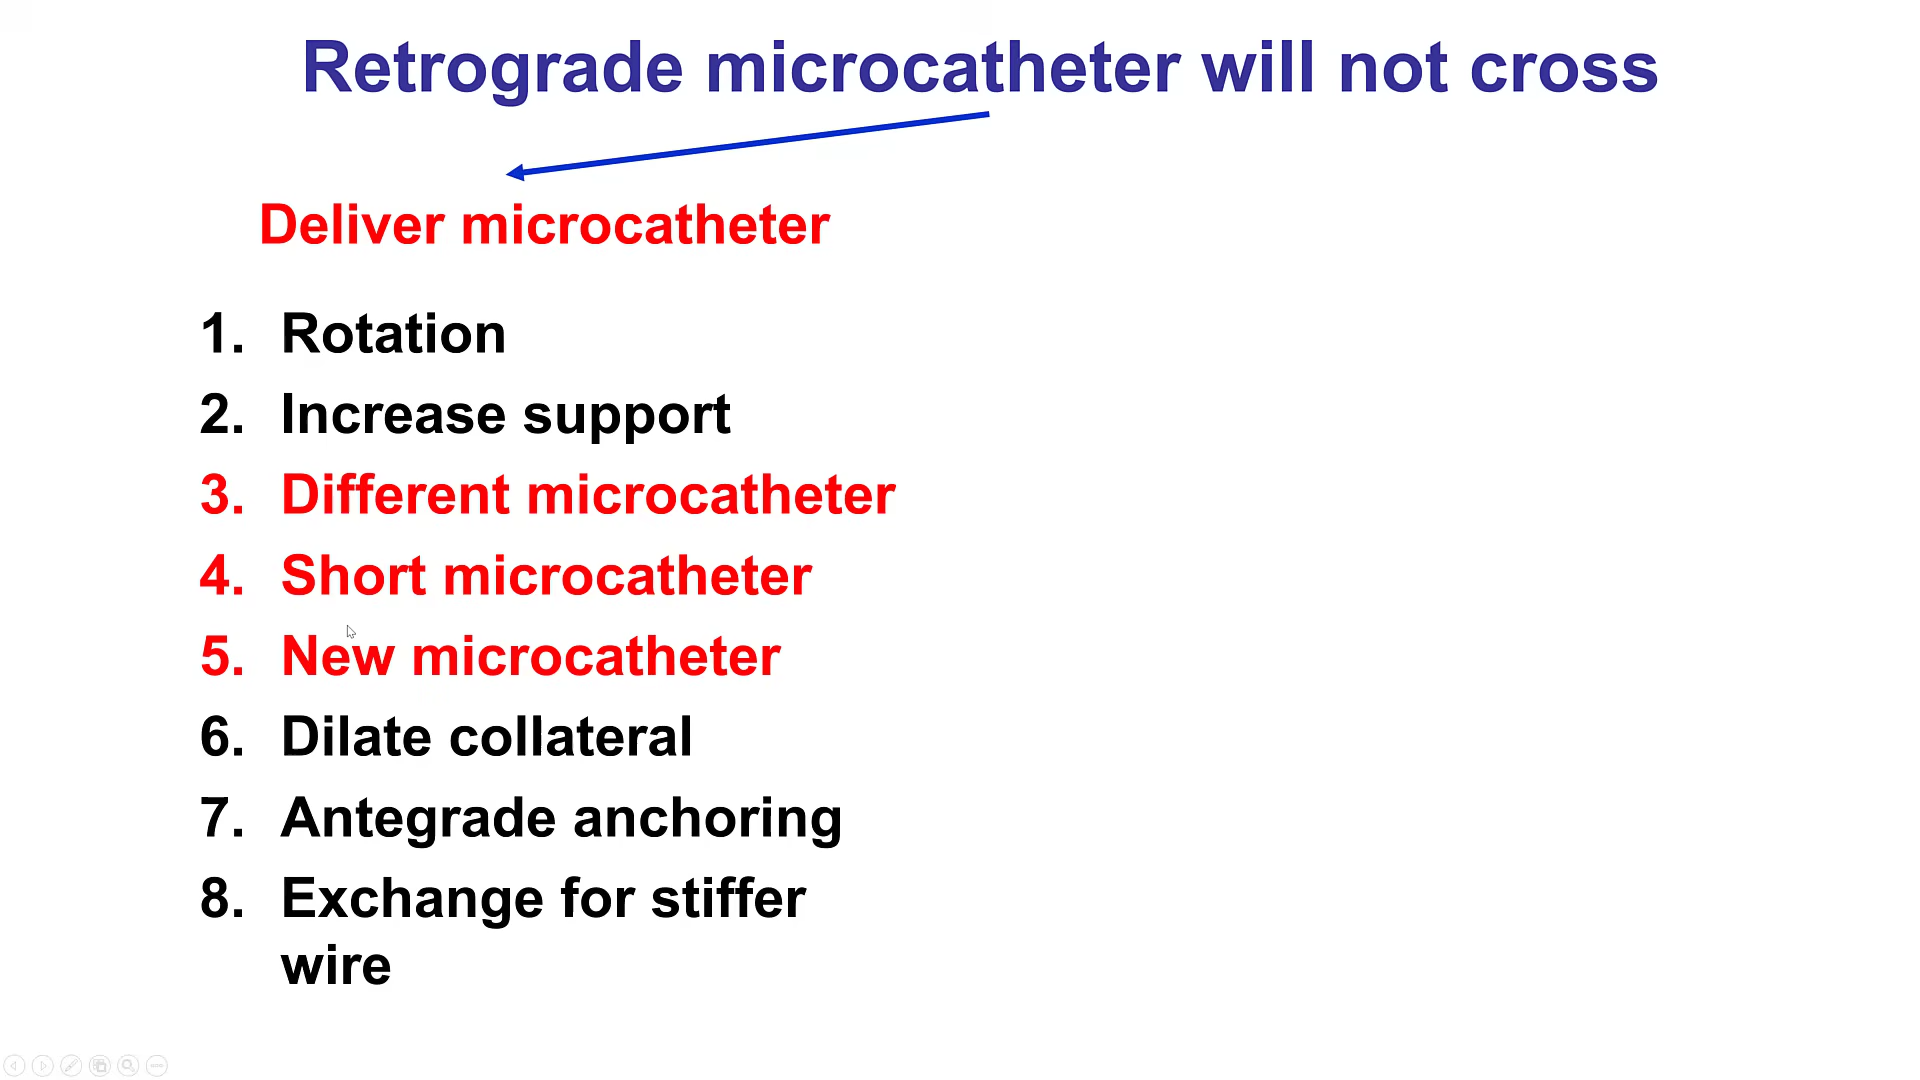 Retrograde microcatheter will not cross
Deliver microcatheter
1. Rotation
2. Increase support
3. Different microcatheter
4. Short microcatheter
5. New microcatheter
6. Dilate collateral
7. Antegrade anchoring
8. Exchange for stiffer
wire